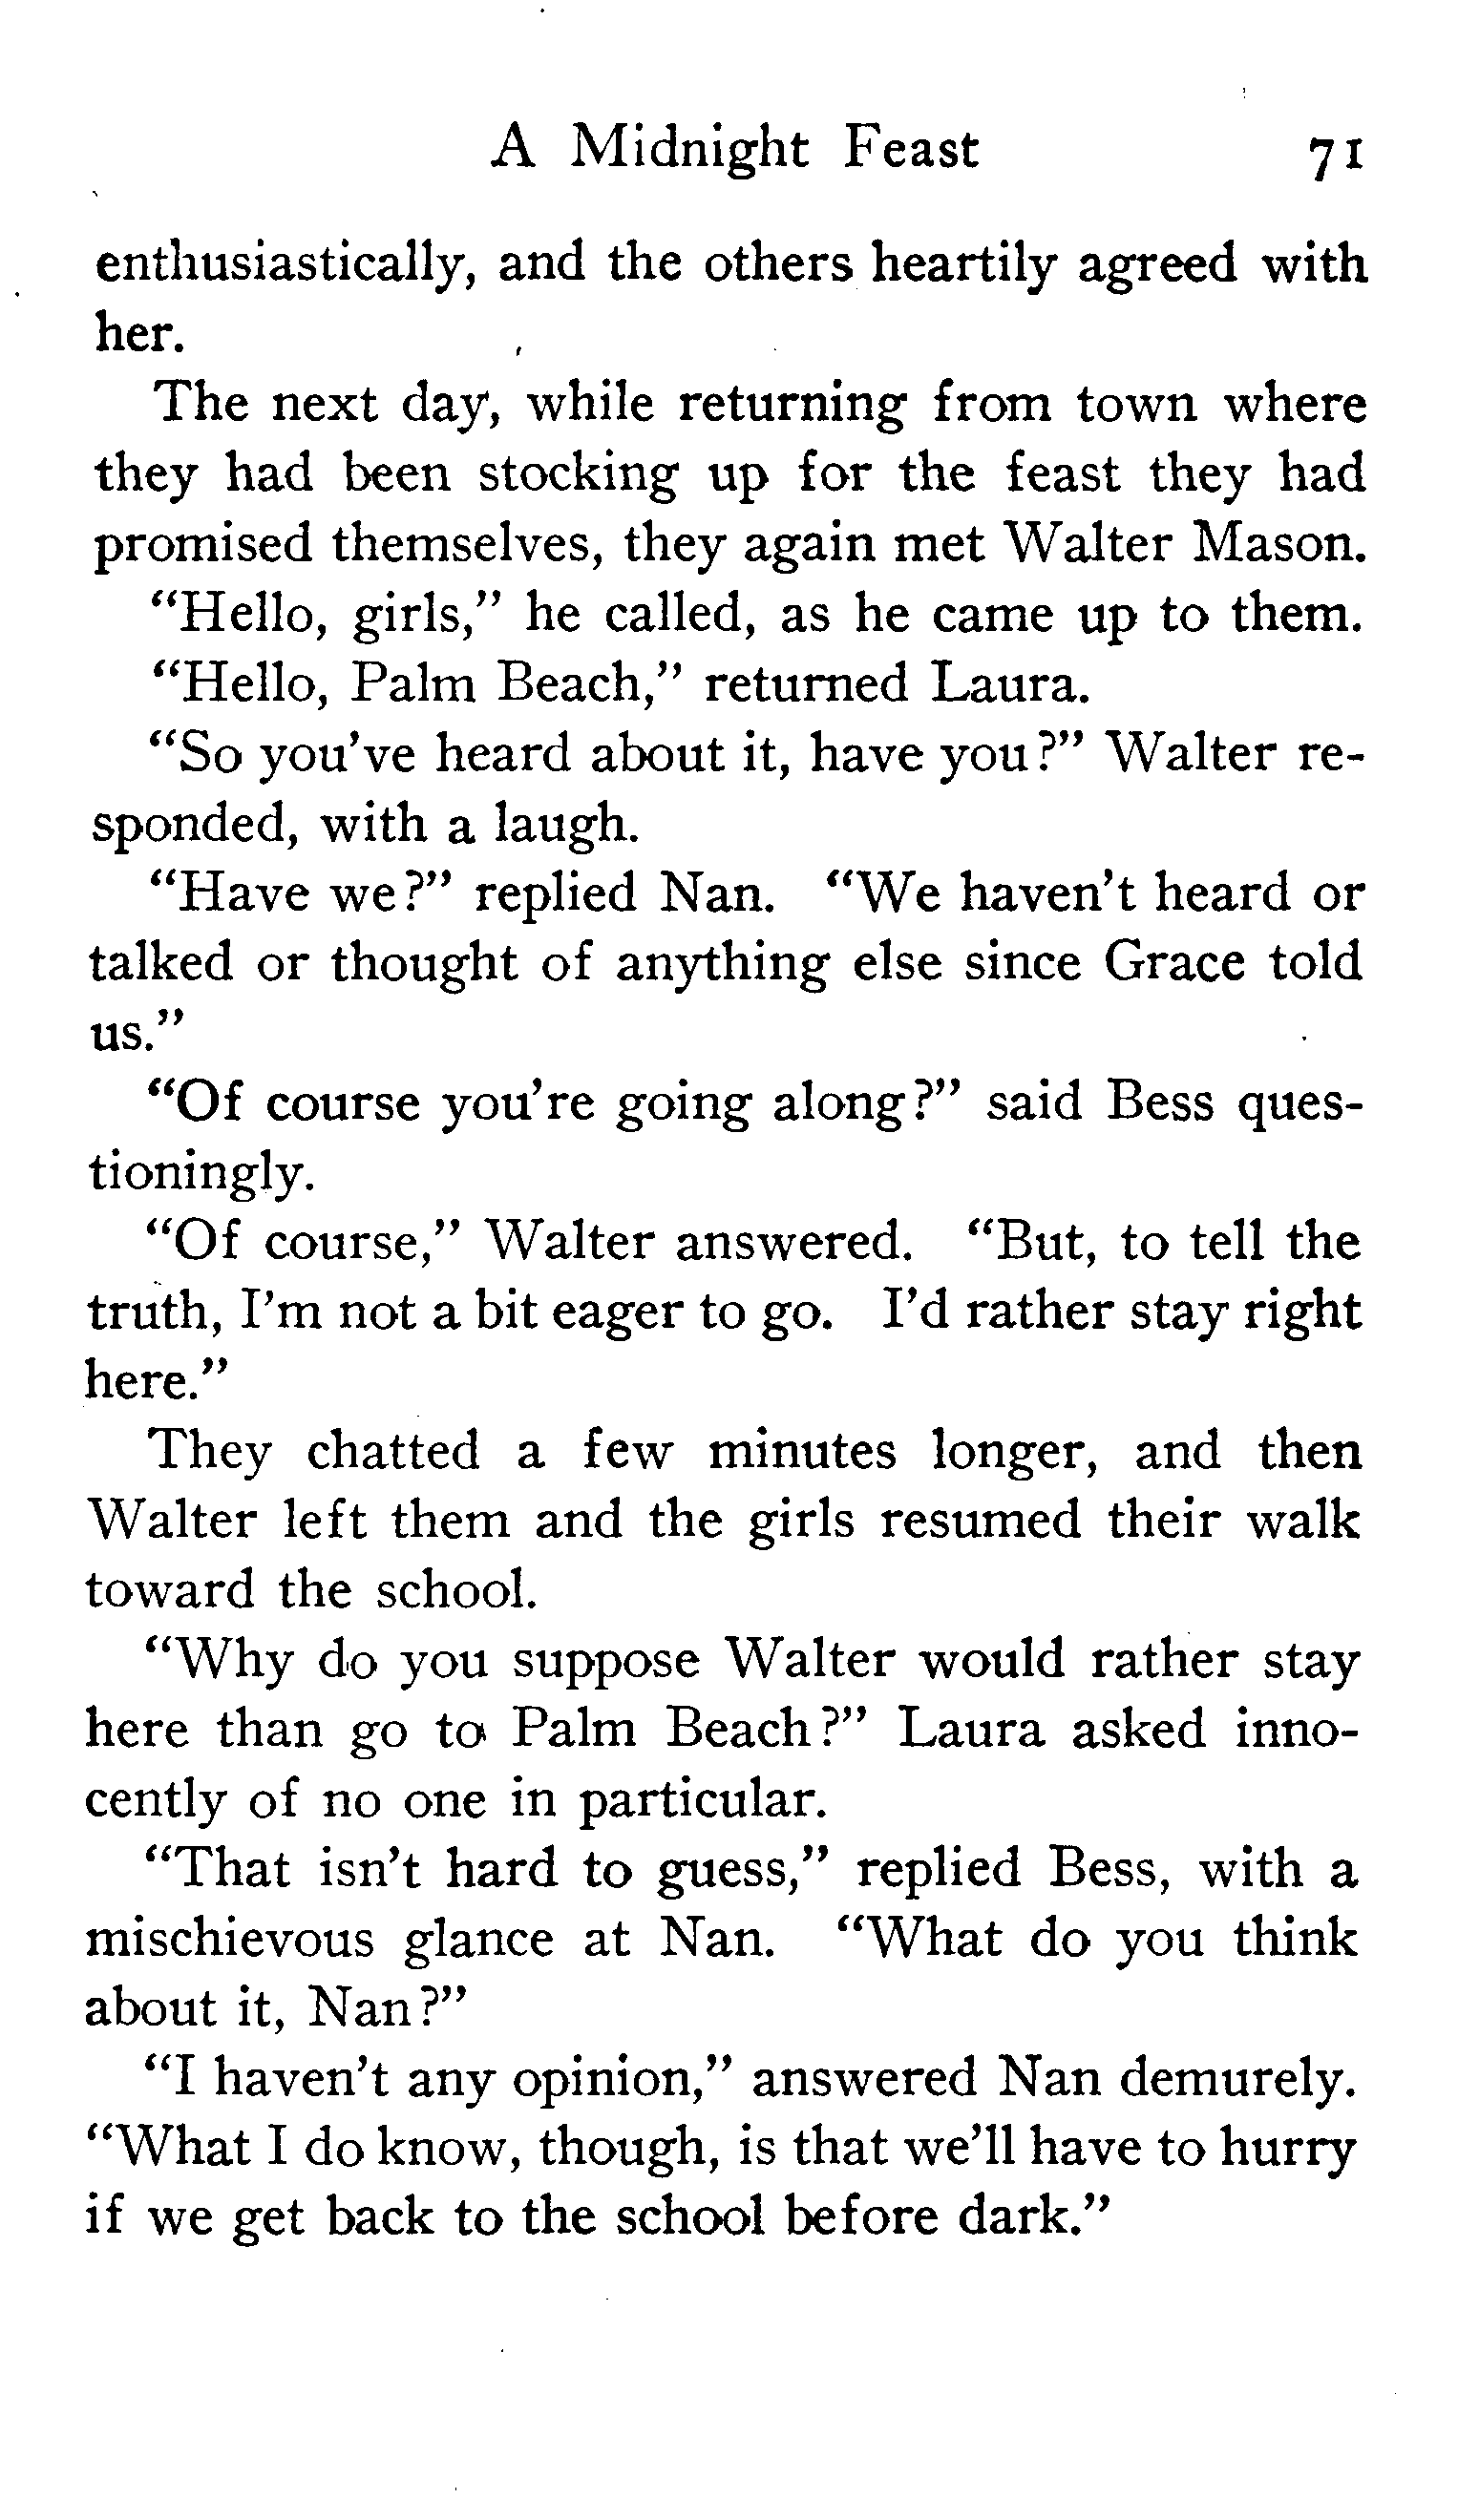 A Midnight Feast 71
enthusiastically, and the others heartily agreed with
her.
The next day, while returning from town where
they had been stocking up for the feast they had
promised themselves, they again met Walter Mason.
"Hello, girls," he called, as he came up to them.
"Hello, Palm Beach," returned Laura.
"So you've heard about it, have you?" Walter re-
sponded, with a laugh.
"Have we?" replied Nan. "We haven't heard or
talked or thought of anything else since Grace told
us."
"Of course you're going along?" said Bess ques-
tioningly.
"Of course," Walter answered. "But, to tell the
truth, I'm not a bit eager to go. I'd rather stay right
here."
They chatted a few minutes longer, and then
Walter left them and the girls resumed their walk
toward the school.
"Why do you suppose Walter would rather stay
here than go to Palm Beach?" Laura asked inno-
cently of no one in particular.
"That isn't hard to guess," replied Bess, with a
mischievous glance at Nan. "What do you think
about it, Nan?"
"I haven't any opinion," answered Nan demurely.
"What I do know, though, is that we'll have to hurry
if we get back to the school before dark."